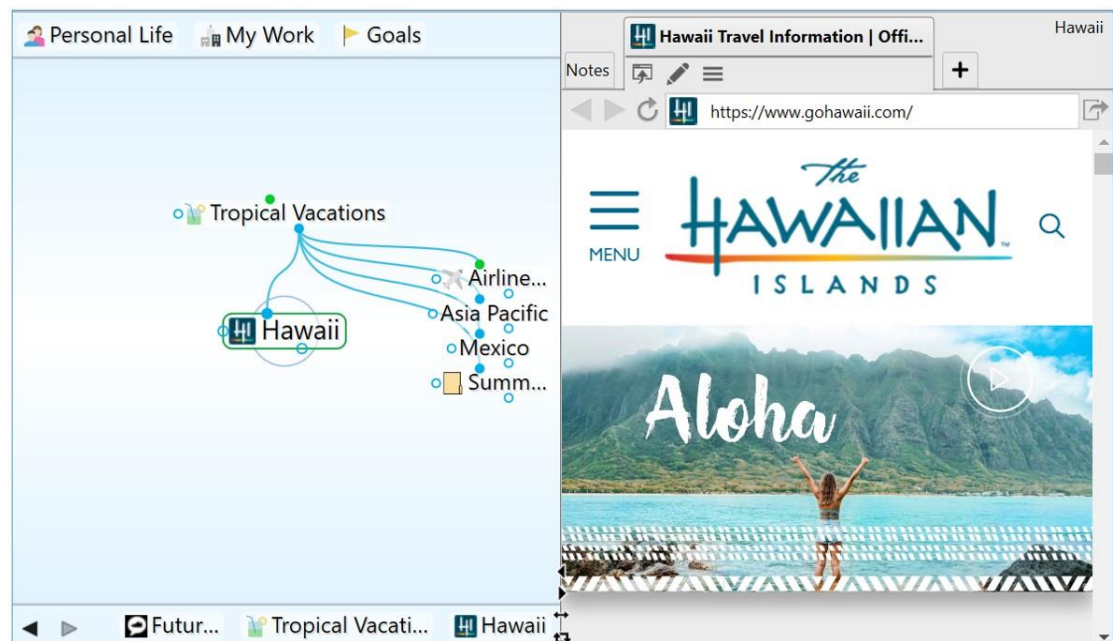 Personal Life
My Work
Goals
Tropical Vacations
Hawaii
Airline...
Asia Pacific
Mexico
Summ...
Futur...
Tropical Vacati...
Hawaii
Hawaii Travel Information | Offi...
Hawaii
Notes
+
HI
https://www.gohawaii.com/
MENU
The
HAWAIIAN
ISLANDS
Aloha